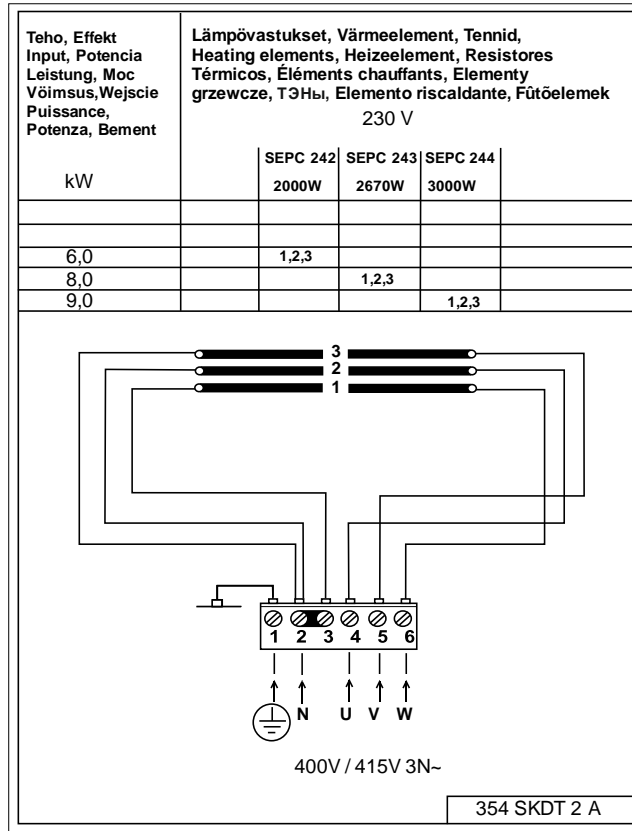 Teho, Effekt
Input, Potencia
Leistung, Moc
Vöimsus,Wejscie
Puissance,
Potenza, Bement
kW
Lämpövastukset, Värmeelement, Tennid,
Heating elements, Heizeelement, Resistores
Térmicos, Éléments chauffants, Elementy
grzewcze, ТЭНы, Elemento riscaldante, Fûtõelemek
230 V
SEPC 242 SEPC 243 SEPC 244
2000W 2670W 3000W
6,0 1,2,3
8,0 1,2,3
9,0 1,2,3
3
2
1
1 2 3 4 5 6
N U V W
400V / 415V 3N~
354 SKDT 2 A